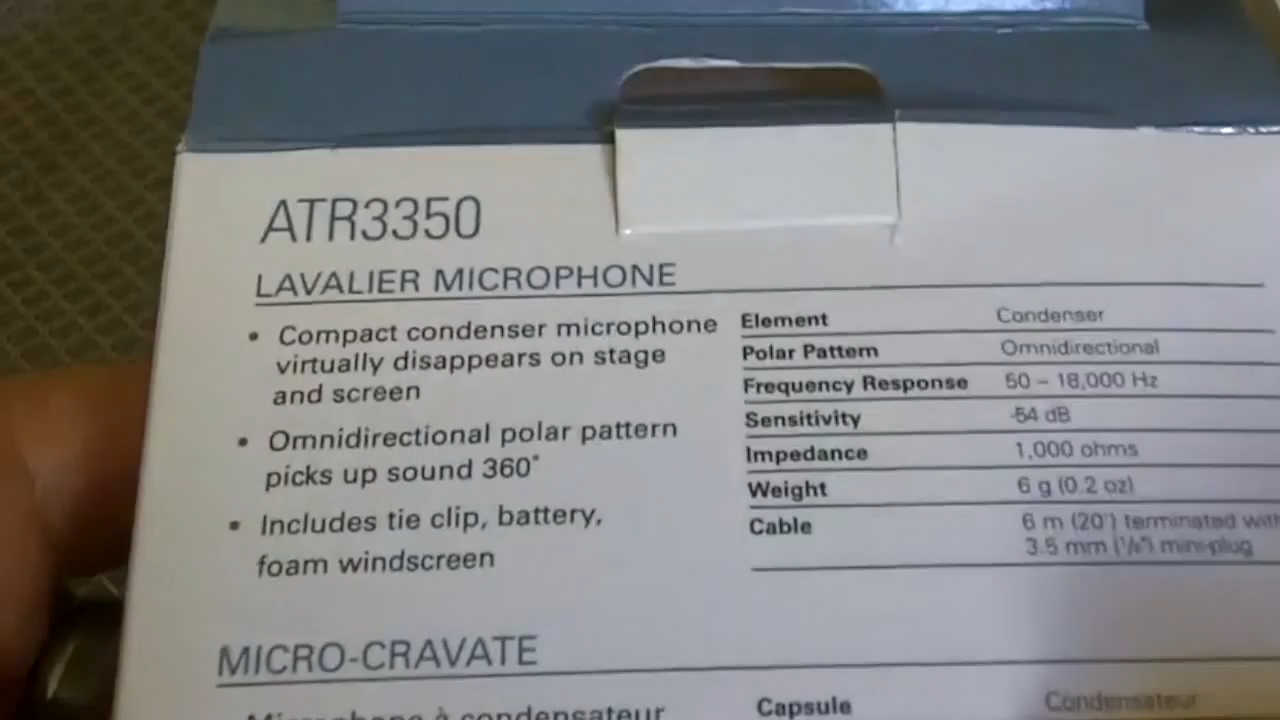 ATR3350
LAVALIER MICROPHONE
• Compact condenser microphone
virtually disappears on stage
and screen
• Omnidirectional polar pattern
picks up sound 360°
• Includes tie clip, battery,
foam windscreen
Element Condenser
Polar Pattern Omnidirectional
Frequency Response 50 – 18,000 Hz
Sensitivity -54 dB
Impedance 1,000 ohms
Weight 6 g (0.2 oz)
Cable 6 m (20') terminated with
3.5 mm (1/8") mini-plug
MICRO-CRAVATE
Microphone à condensateur
Capsule Condensateur